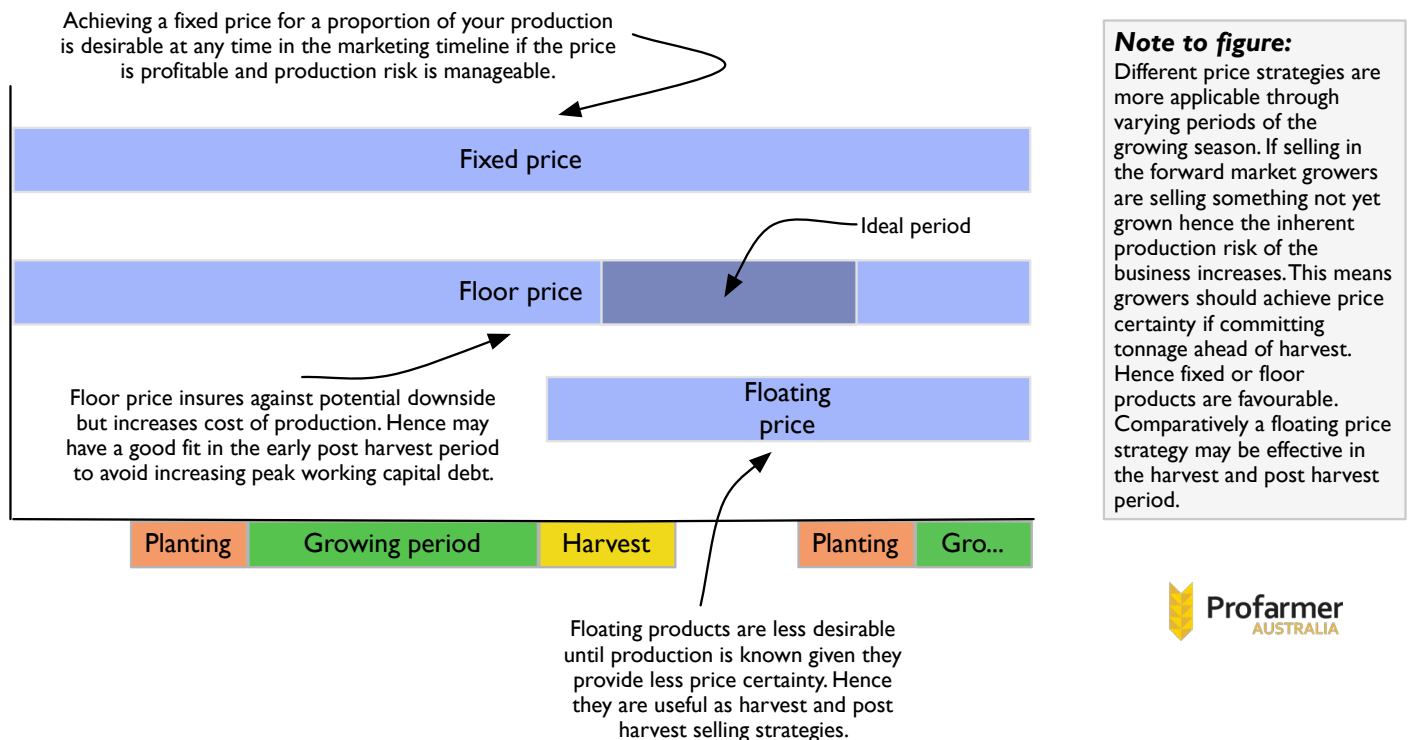 Achieving a fixed price for a proportion of your production
is desirable at any time in the marketing timeline if the price
is profitable and production risk is manageable.
Fixed price
Ideal period
Floor price
Floor price insures against potential downside
but increases cost of production. Hence may
have a good fit in the early post harvest period
to avoid increasing peak working capital debt.
Floating
price
Planting
Growing period
Harvest
Planting
Gro...
Floating products are less desirable
until production is known given they
provide less price certainty. Hence
they are useful as harvest and post
harvest selling strategies.
Note to figure:
Different price strategies are
more applicable through
varying periods of the
growing season. If selling in
the forward market growers
are selling something not yet
grown hence the inherent
production risk of the
business increases. This means
growers should achieve price
certainty if committing
tonnage ahead of harvest.
Hence fixed or floor
products are favourable.
Comparatively a floating price
strategy may be effective in
the harvest and post harvest
period.
Profarmer
AUSTRALIA